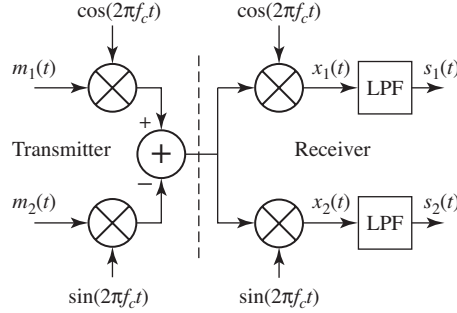 cos(2πf_ct) cos(2πf_ct)
m_1(t) x_1(t) LPF s_1(t)
+
Transmitter + Receiver
−
m_2(t) x_2(t) LPF s_2(t)
sin(2πf_ct) sin(2πf_ct)